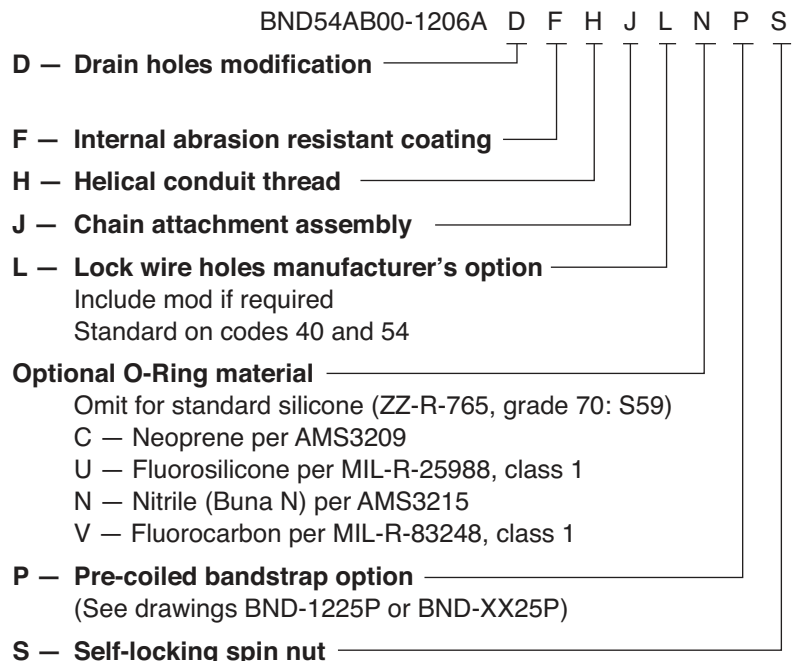 BND54AB00-1206A D F H J L N P S
D — Drain holes modification
F — Internal abrasion resistant coating
H — Helical conduit thread
J — Chain attachment assembly
L — Lock wire holes manufacturer's option
Include mod if required
Standard on codes 40 and 54
Optional O-Ring material
Omit for standard silicone (ZZ-R-765, grade 70: S59)
C — Neoprene per AMS3209
U — Fluorosilicone per MIL-R-25988, class 1
N — Nitrile (Buna N) per AMS3215
V — Fluorocarbon per MIL-R-83248, class 1
P — Pre-coiled bandstrap option
(See drawings BND-1225P or BND-XX25P)
S — Self-locking spin nut